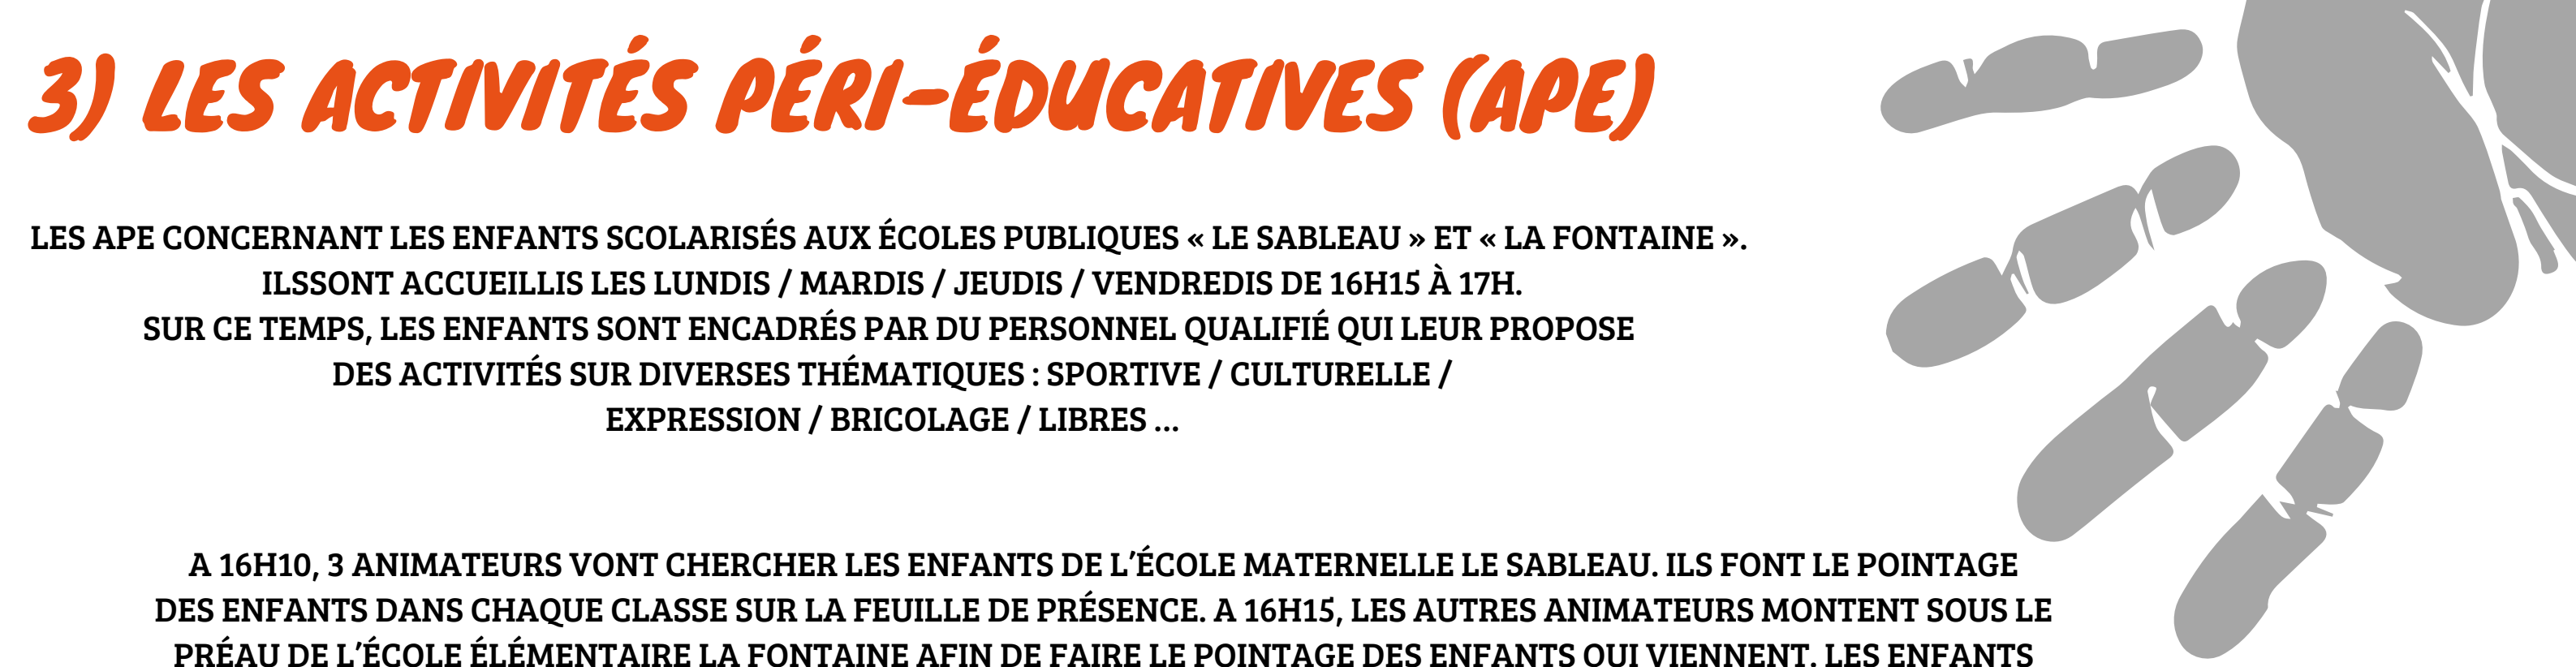 3) LES ACTIVITÉS PÉRI-ÉDUCATIVES (APE)
LES APE CONCERNANT LES ENFANTS SCOLARISÉS AUX ÉCOLES PUBLIQUES « LE SABLEAU » ET « LA FONTAINE ».
ILSSONT ACCUEILLIS LES LUNDIS / MARDIS / JEUDIS / VENDREDIS DE 16H15 À 17H.
SUR CE TEMPS, LES ENFANTS SONT ENCADRÉS PAR DU PERSONNEL QUALIFIÉ QUI LEUR PROPOSE
DES ACTIVITÉS SUR DIVERSES THÉMATIQUES : SPORTIVE / CULTURELLE /
EXPRESSION / BRICOLAGE / LIBRES ...
A 16H10, 3 ANIMATEURS VONT CHERCHER LES ENFANTS DE L’ÉCOLE MATERNELLE LE SABLEAU. ILS FONT LE POINTAGE
DES ENFANTS DANS CHAQUE CLASSE SUR LA FEUILLE DE PRÉSENCE. A 16H15, LES AUTRES ANIMATEURS MONTENT SOUS LE
PRÉAU DE L’ÉCOLE ÉLÉMENTAIRE LA FONTAINE AFIN DE FAIRE LE POINTAGE DES ENFANTS QUI VIENNENT. LES ENFANTS